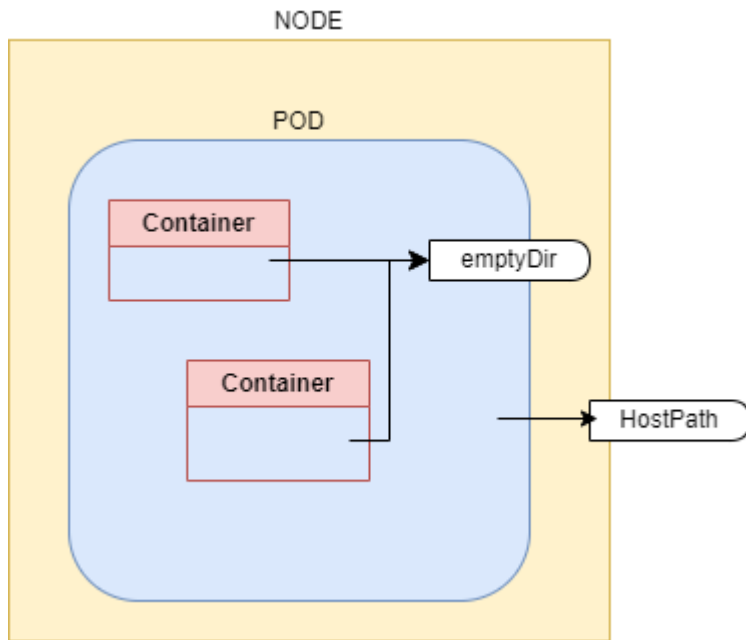 NODE
POD
Container
emptyDir
Container
HostPath